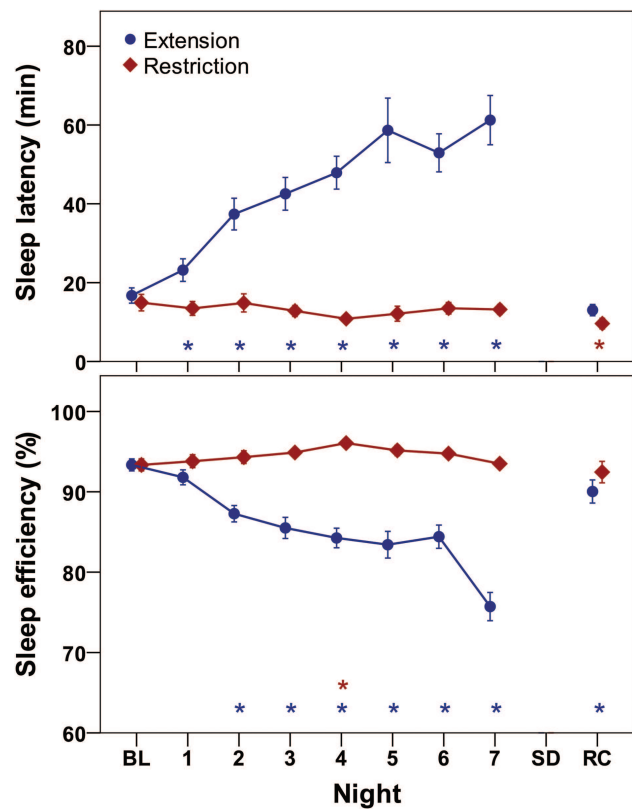 Sleep latency (min)
80
60
40
20
0
Extension
Restriction
* * * * * * * *
Sleep efficiency (%)
100
90
80
70
60
*
* * * * * * *
BL 1 2 3 4 5 6 7 SD RC
Night